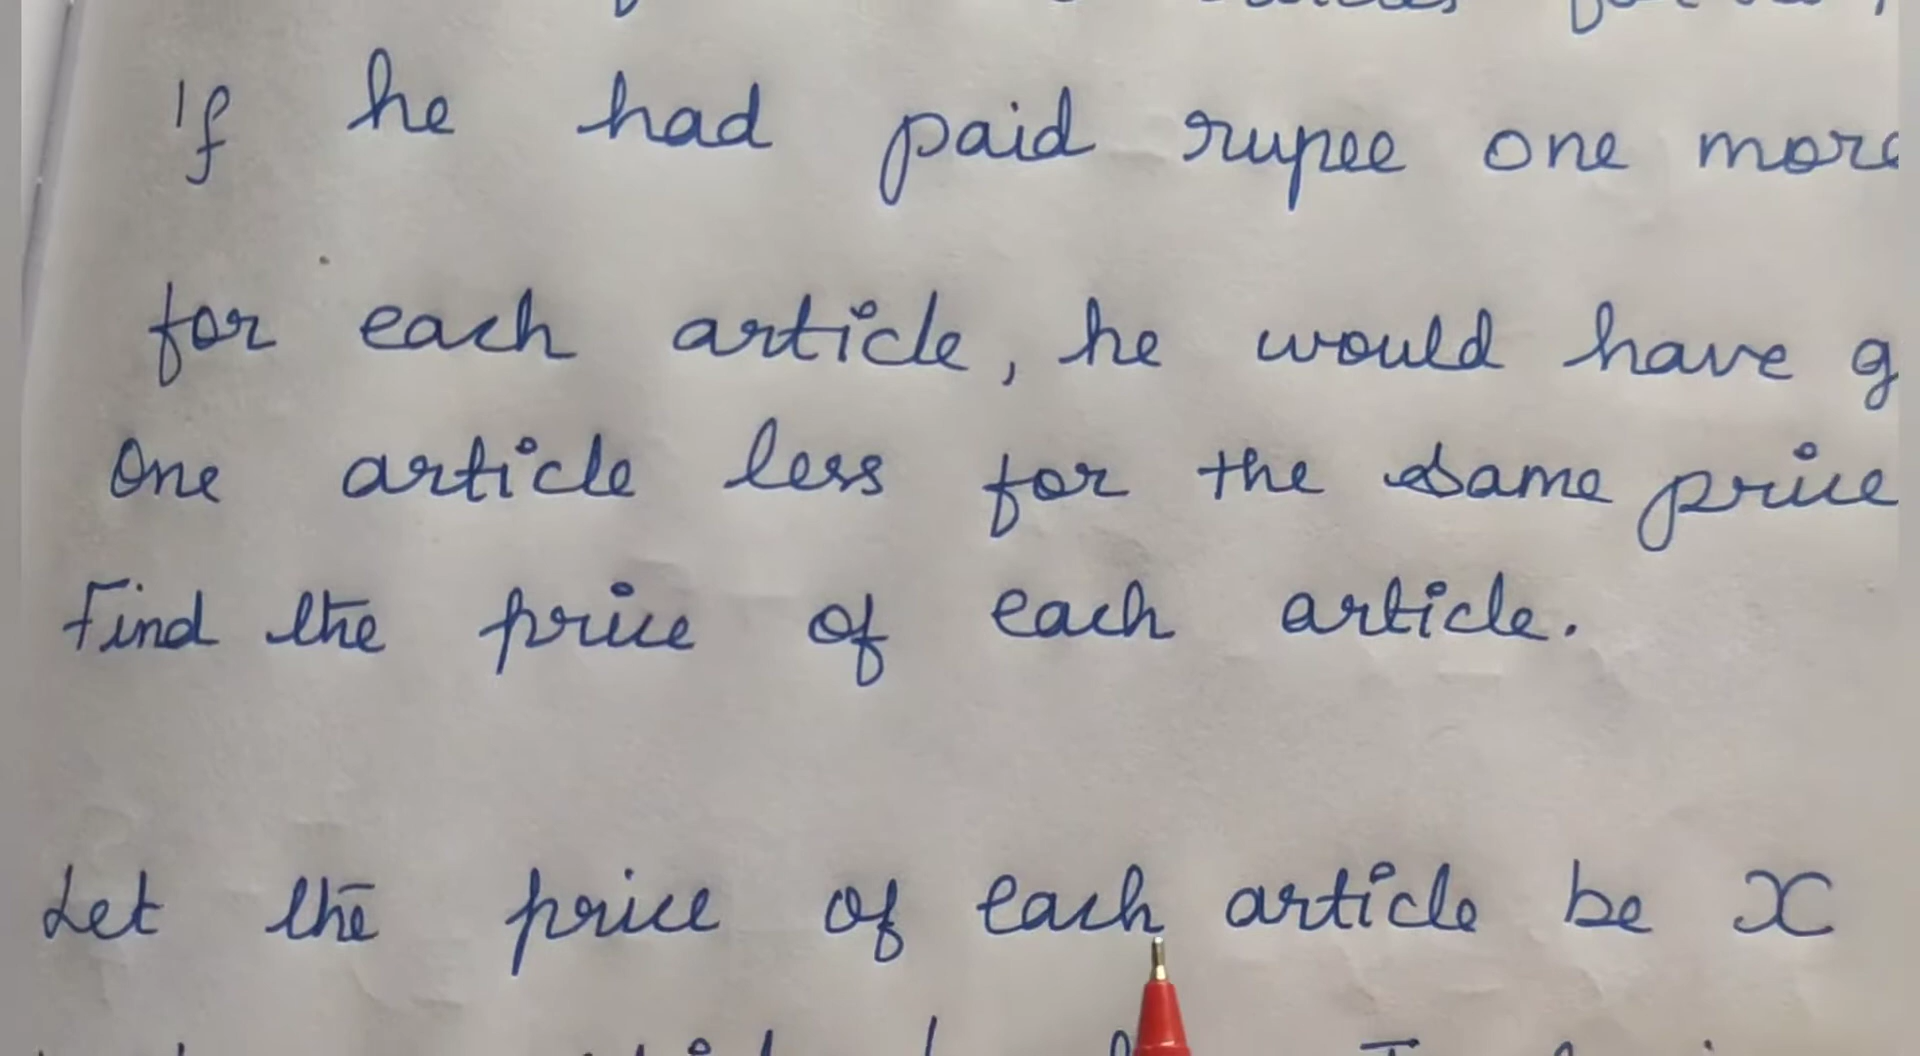 If he had paid rupee one more
for each article, he would have g
One article less for the same price
Find the price of each article.
Let the price of each article be x